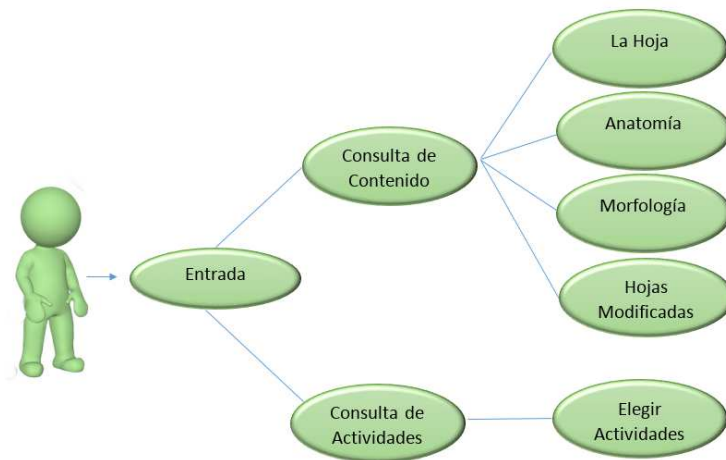 La Hoja
Anatomía
Consulta de
Contenido
Morfología
Entrada
Hojas
Modificadas
Consulta de
Actividades
Elegir
Actividades